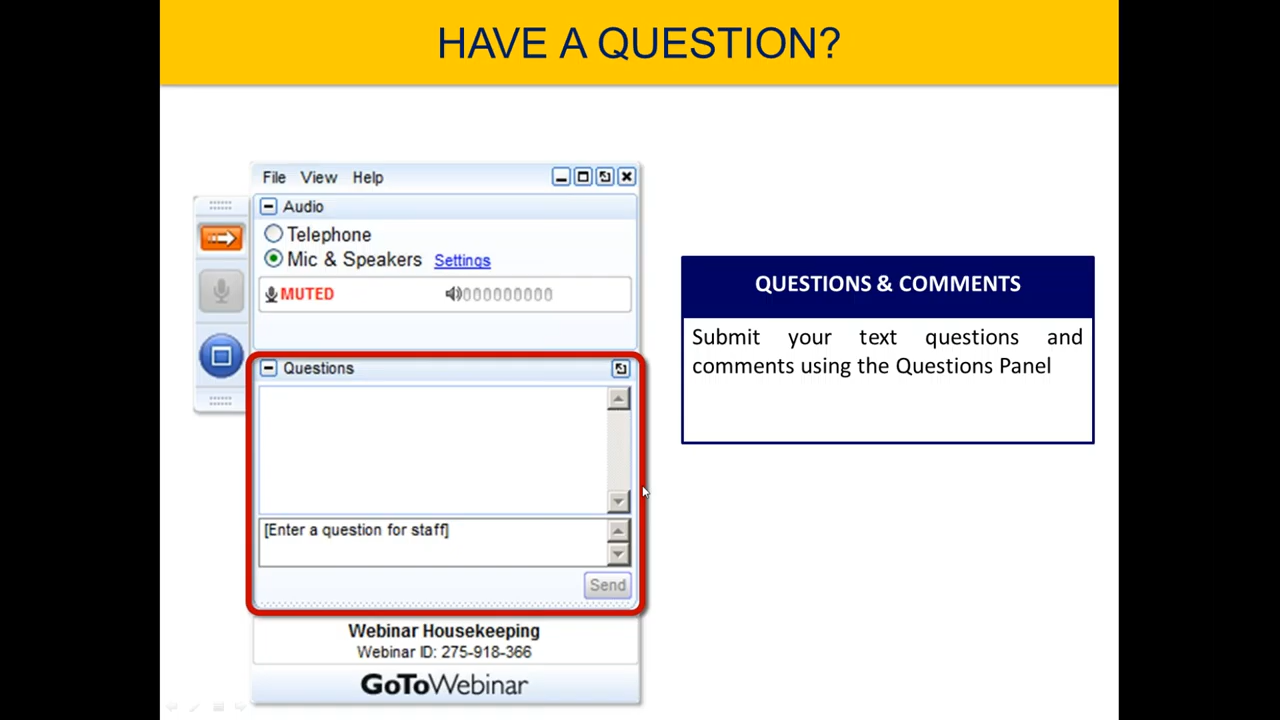 HAVE A QUESTION?
File View Help
Audio
Telephone
Mic & Speakers Settings
MUTED
Questions
[Enter a question for staff]
Send
Webinar Housekeeping
Webinar ID: 275-918-366
GoToWebinar
QUESTIONS & COMMENTS
Submit your text questions and
comments using the Questions Panel